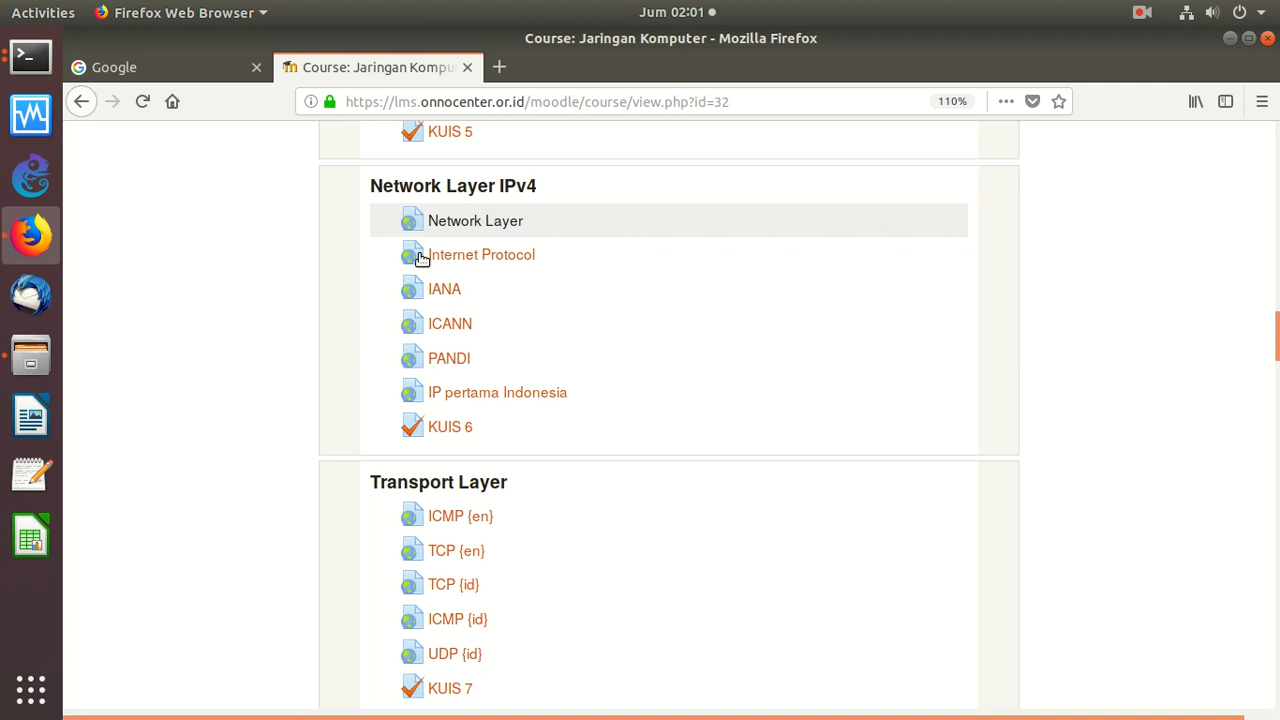 Activities
Firefox Web Browser
Jum 02:01
Course: Jaringan Komputer - Mozilla Firefox
Google
Course: Jaringan Kompu
https://lms.onnocenter.or.id/moodle/course/view.php?id=32
110%
KUIS 5
Network Layer IPv4
Network Layer
Internet Protocol
IANA
ICANN
PANDI
IP pertama Indonesia
KUIS 6
Transport Layer
ICMP {en}
TCP {en}
TCP {id}
ICMP {id}
UDP {id}
KUIS 7